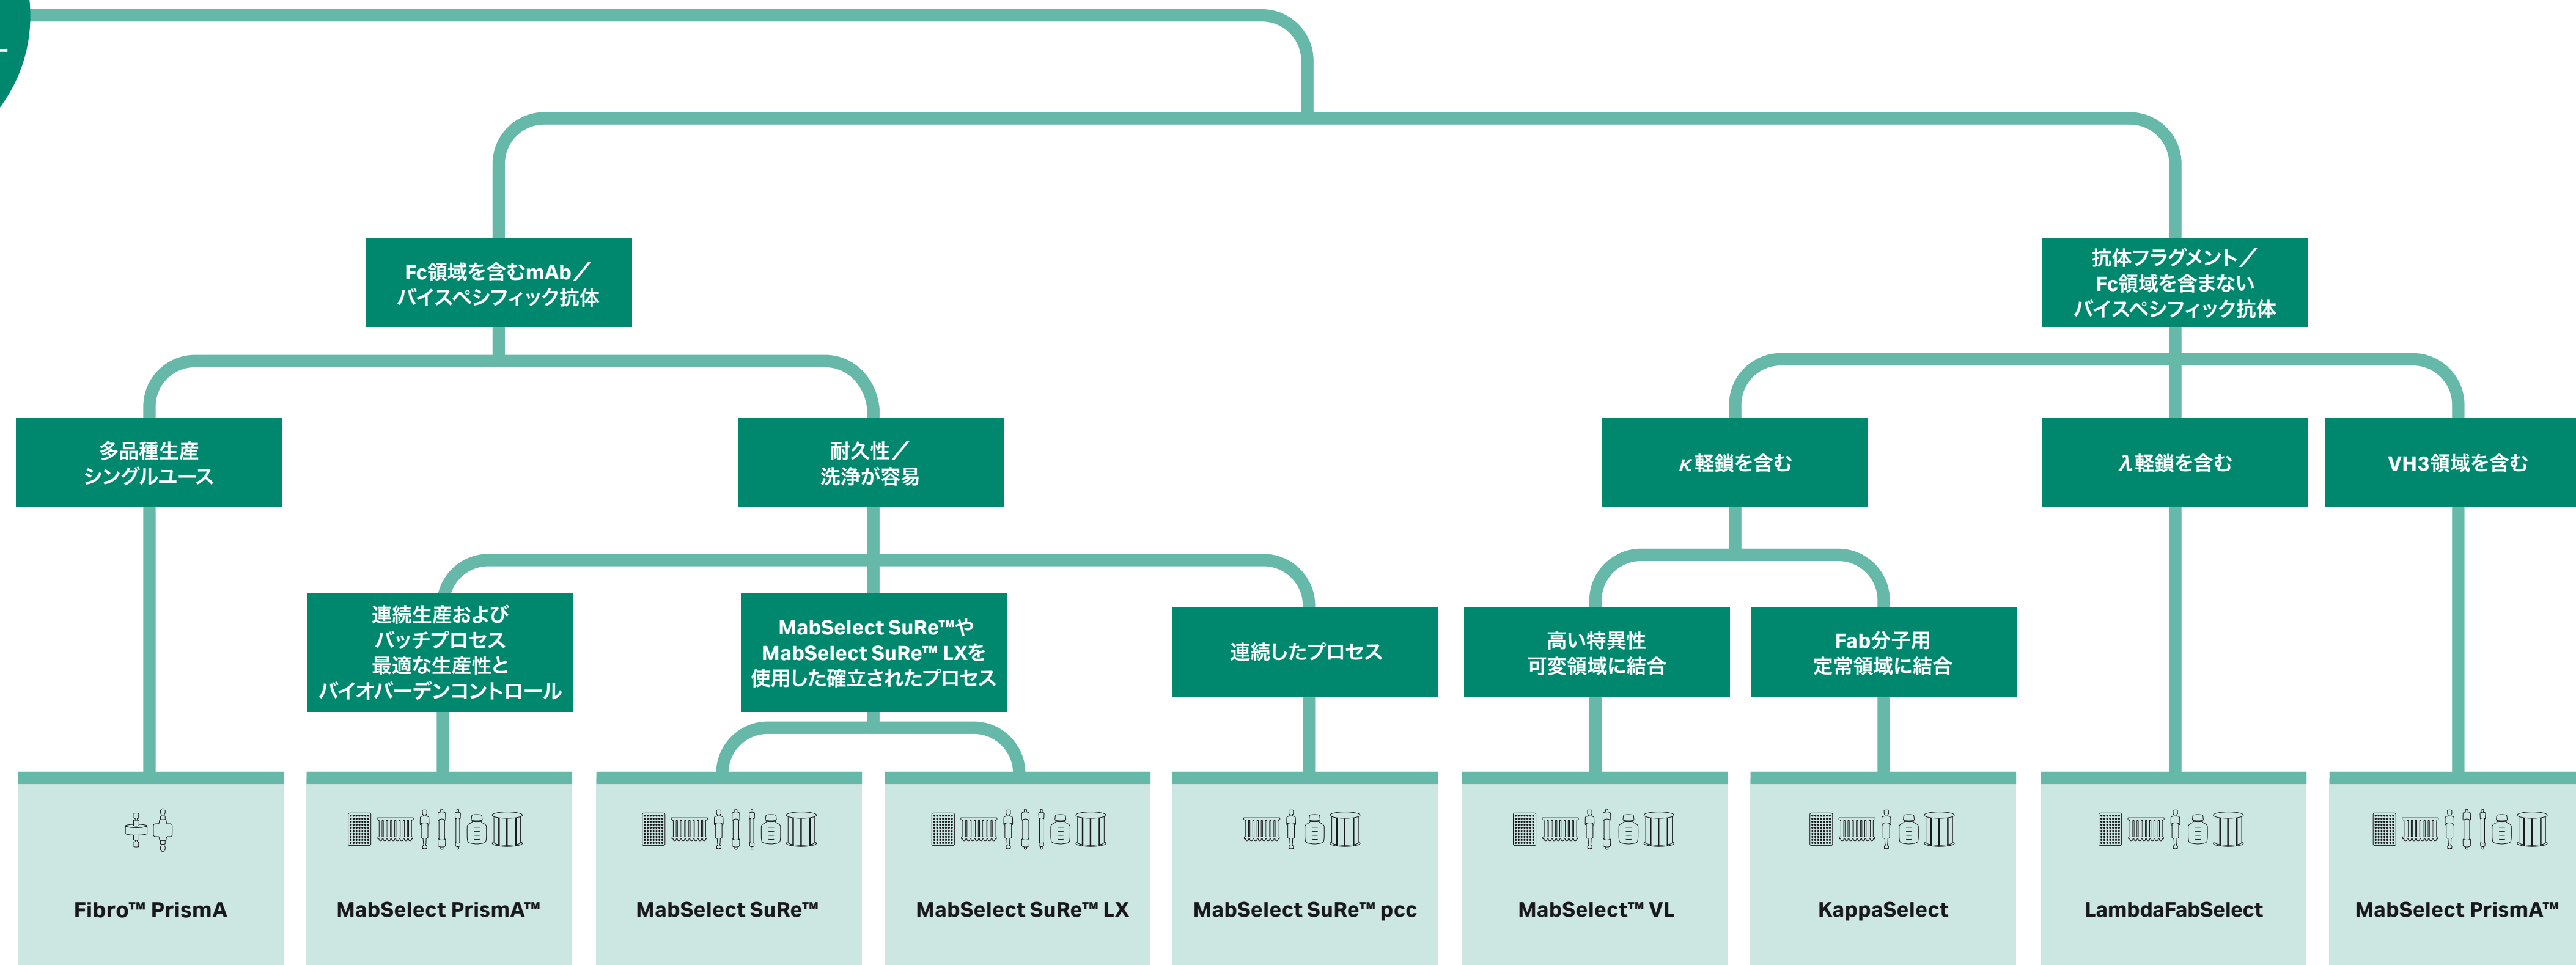 Fc領域を含むmAb／
バイスペシフィック抗体
抗体フラグメント／
Fc領域を含まない
バイスペシフィック抗体
多品種生産
シングルユース
耐久性／
洗浄が容易
κ軽鎖を含む
λ軽鎖を含む
VH3領域を含む
連続生産および
バッチプロセス
最適な生産性と
バイオバーデンコントロール
MabSelect SuRe™や
MabSelect SuRe™ LXを
使用した確立されたプロセス
連続したプロセス
高い特異性
可変領域に結合
Fab分子用
定常領域に結合
Fibro™ PrismA
MabSelect PrismA™
MabSelect SuRe™
MabSelect SuRe™ LX
MabSelect SuRe™ pcc
MabSelect™ VL
KappaSelect
LambdaFabSelect
MabSelect PrismA™